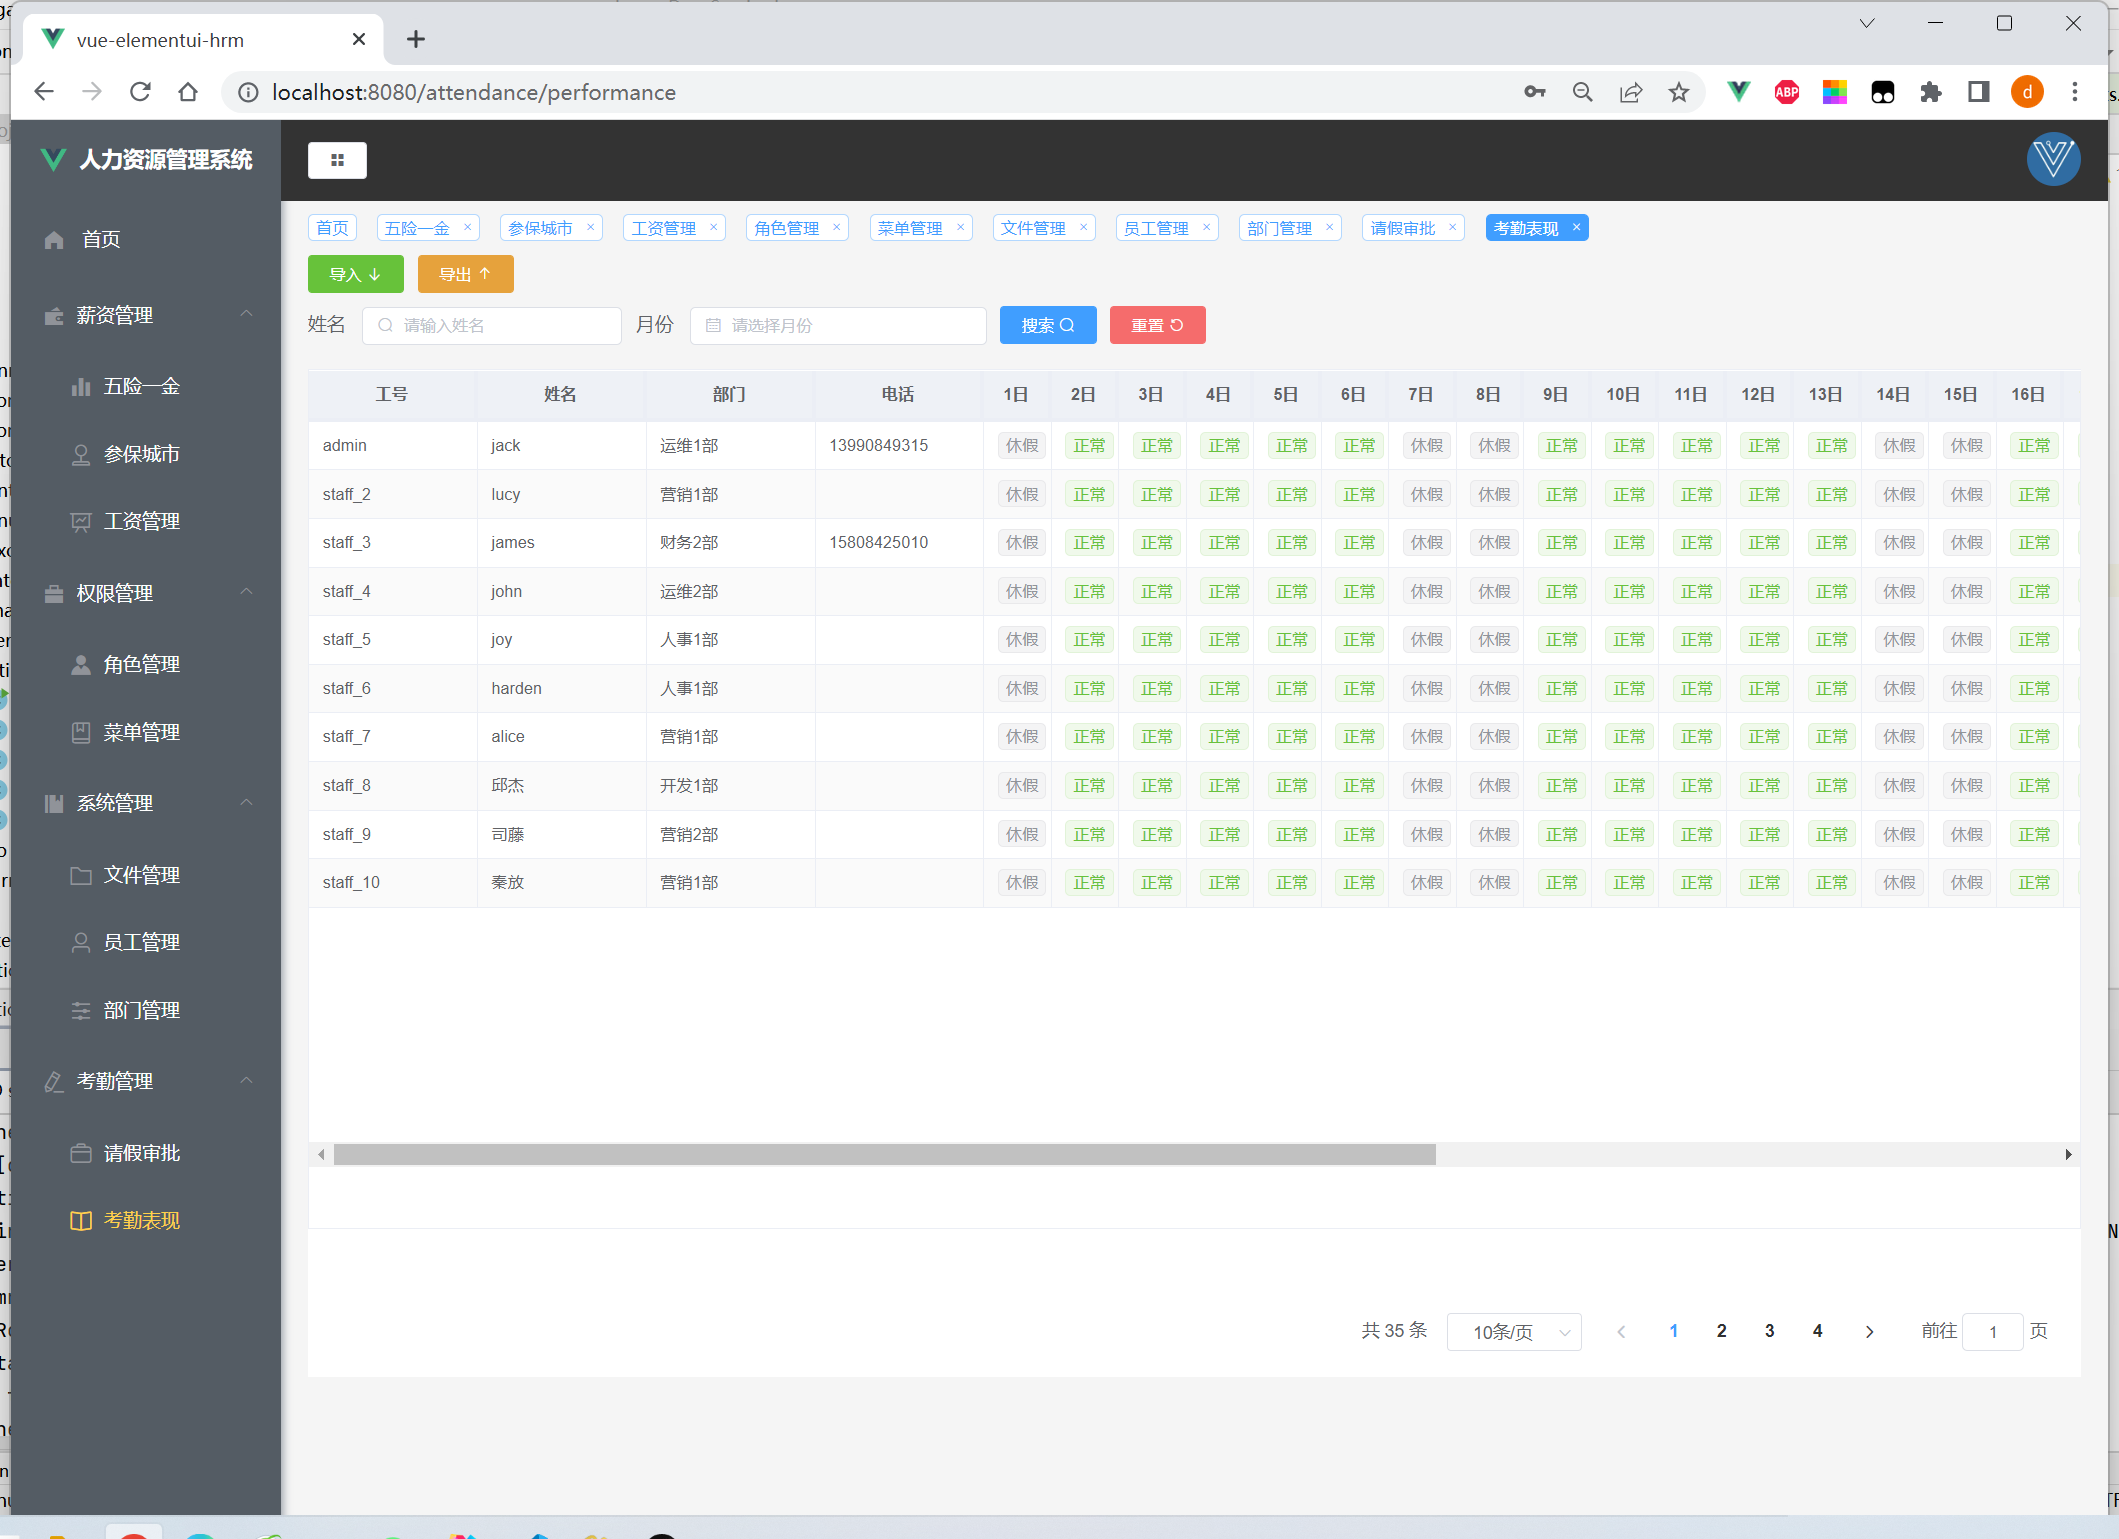 vue-elementui-hrm
localhost:8080/attendance/performance
ABP
d
人力资源管理系统
首页
薪资管理
五险一金
参保城市
工资管理
权限管理
角色管理
菜单管理
系统管理
文件管理
员工管理
部门管理
考勤管理
请假审批
考勤表现
首页 五险一金 × 参保城市 × 工资管理 × 角色管理 × 菜单管理 × 文件管理 × 员工管理 × 部门管理 × 请假审批 × 考勤表现 ×
导入 ↓ 导出 ↑
姓名 请输入姓名 月份 请选择月份 搜索 重置
工号 姓名 部门 电话 1日 2日 3日 4日 5日 6日 7日 8日 9日 10日 11日 12日 13日 14日 15日 16日
admin jack 运维1部 13990849315 休假 正常 正常 正常 正常 正常 休假 休假 正常 正常 正常 正常 正常 休假 休假 正常
staff_2 lucy 营销1部 休假 正常 正常 正常 正常 正常 休假 休假 正常 正常 正常 正常 正常 休假 休假 正常
staff_3 james 财务2部 15808425010 休假 正常 正常 正常 正常 正常 休假 休假 正常 正常 正常 正常 正常 休假 休假 正常
staff_4 john 运维2部 休假 正常 正常 正常 正常 正常 休假 休假 正常 正常 正常 正常 正常 休假 休假 正常
staff_5 joy 人事1部 休假 正常 正常 正常 正常 正常 休假 休假 正常 正常 正常 正常 正常 休假 休假 正常
staff_6 harden 人事1部 休假 正常 正常 正常 正常 正常 休假 休假 正常 正常 正常 正常 正常 休假 休假 正常
staff_7 alice 营销1部 休假 正常 正常 正常 正常 正常 休假 休假 正常 正常 正常 正常 正常 休假 休假 正常
staff_8 邱杰 开发1部 休假 正常 正常 正常 正常 正常 休假 休假 正常 正常 正常 正常 正常 休假 休假 正常
staff_9 司藤 营销2部 休假 正常 正常 正常 正常 正常 休假 休假 正常 正常 正常 正常 正常 休假 休假 正常
staff_10 秦放 营销1部 休假 正常 正常 正常 正常 正常 休假 休假 正常 正常 正常 正常 正常 休假 休假 正常
共 35 条 10条/页 1 2 3 4 前往 1 页